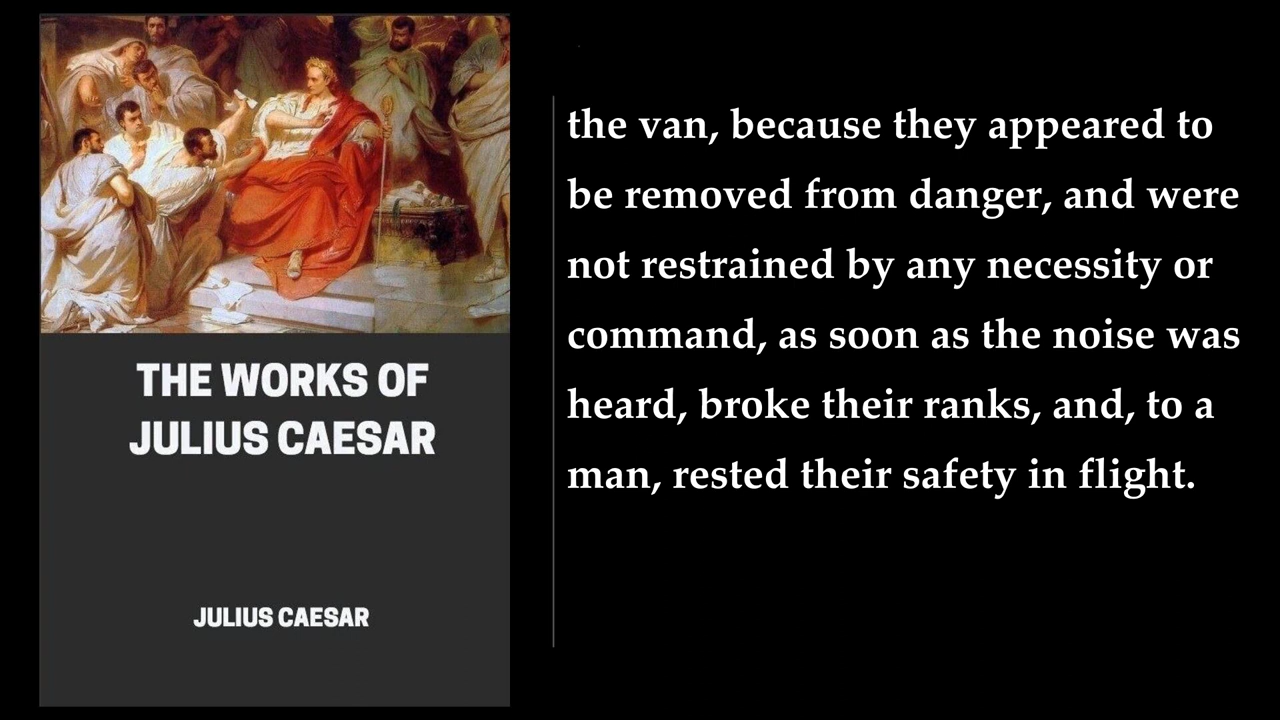 THE WORKS OF
JULIUS CAESAR
JULIUS CAESAR
the van, because they appeared to
be removed from danger, and were
not restrained by any necessity or
command, as soon as the noise was
heard, broke their ranks, and, to a
man, rested their safety in flight.